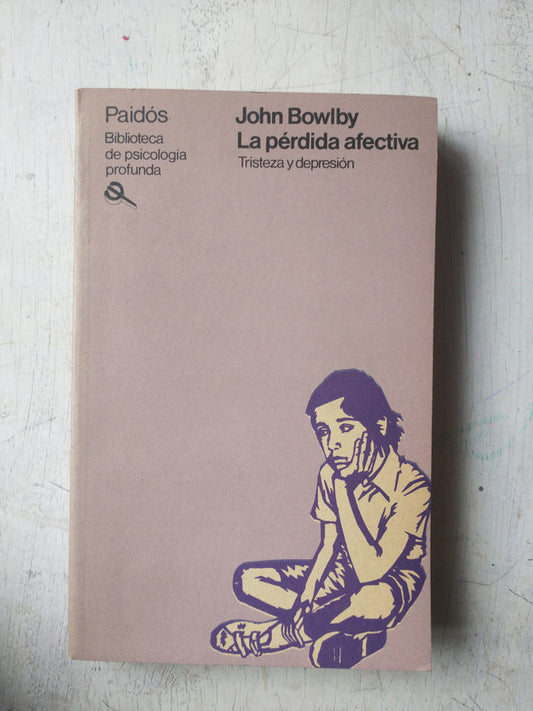 Paidós
Biblioteca
de psicología
profunda
John Bowlby
La pérdida afectiva
Tristeza y depresión